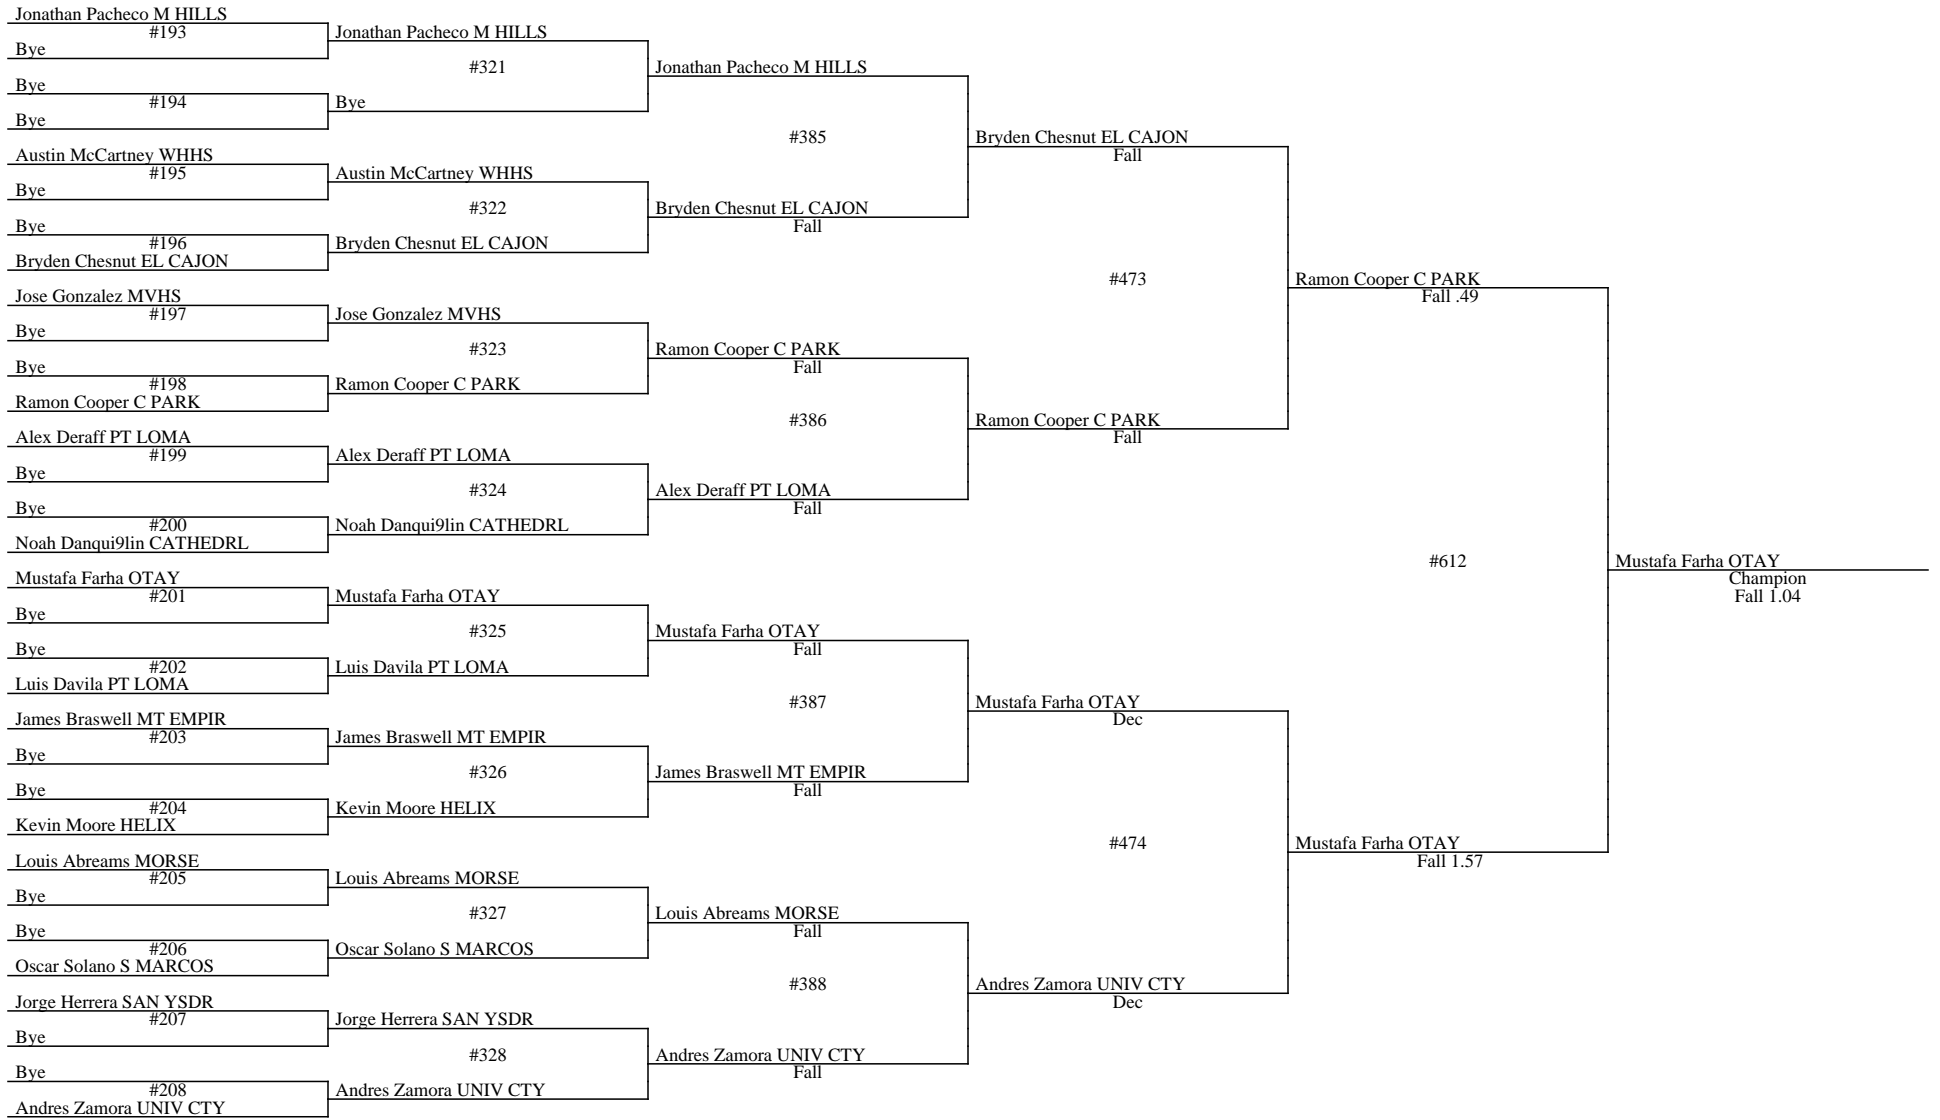 Jonathan Pacheco M HILLS
#193
Bye
Bye
#194
Bye
Austin McCartney WHHS
#195
Bye
Bye
#196
Bryden Chesnut EL CAJON
Jose Gonzalez MVHS
#197
Bye
Bye
#198
Ramon Cooper C PARK
Alex Deraff PT LOMA
#199
Bye
Bye
#200
Noah Danqui9lin CATHEDRL
Mustafa Farha OTAY
#201
Bye
Bye
#202
Luis Davila PT LOMA
James Braswell MT EMPIR
#203
Bye
Bye
#204
Kevin Moore HELIX
Louis Abreams MORSE
#205
Bye
Bye
#206
Oscar Solano S MARCOS
Jorge Herrera SAN YSDR
#207
Bye
Bye
#208
Andres Zamora UNIV CTY
Jonathan Pacheco M HILLS
#321
Bye
Austin McCartney WHHS
#322
Bryden Chesnut EL CAJON
Jose Gonzalez MVHS
#323
Ramon Cooper C PARK
Alex Deraff PT LOMA
#324
Noah Danqui9lin CATHEDRL
Mustafa Farha OTAY
#325
Luis Davila PT LOMA
James Braswell MT EMPIR
#326
Kevin Moore HELIX
Louis Abreams MORSE
#327
Oscar Solano S MARCOS
Jorge Herrera SAN YSDR
#328
Andres Zamora UNIV CTY
Jonathan Pacheco M HILLS
#385
Bryden Chesnut EL CAJON
Fall
Ramon Cooper C PARK
Fall
#386
Alex Deraff PT LOMA
Fall
Mustafa Farha OTAY
Fall
#387
James Braswell MT EMPIR
Fall
Louis Abreams MORSE
Fall
#388
Andres Zamora UNIV CTY
Fall
Bryden Chesnut EL CAJON
Fall
#473
Ramon Cooper C PARK
Fall
Mustafa Farha OTAY
Dec
#474
Andres Zamora UNIV CTY
Dec
Ramon Cooper C PARK
Fall .49
#612
Mustafa Farha OTAY
Fall 1.57
Mustafa Farha OTAY
Champion
Fall 1.04